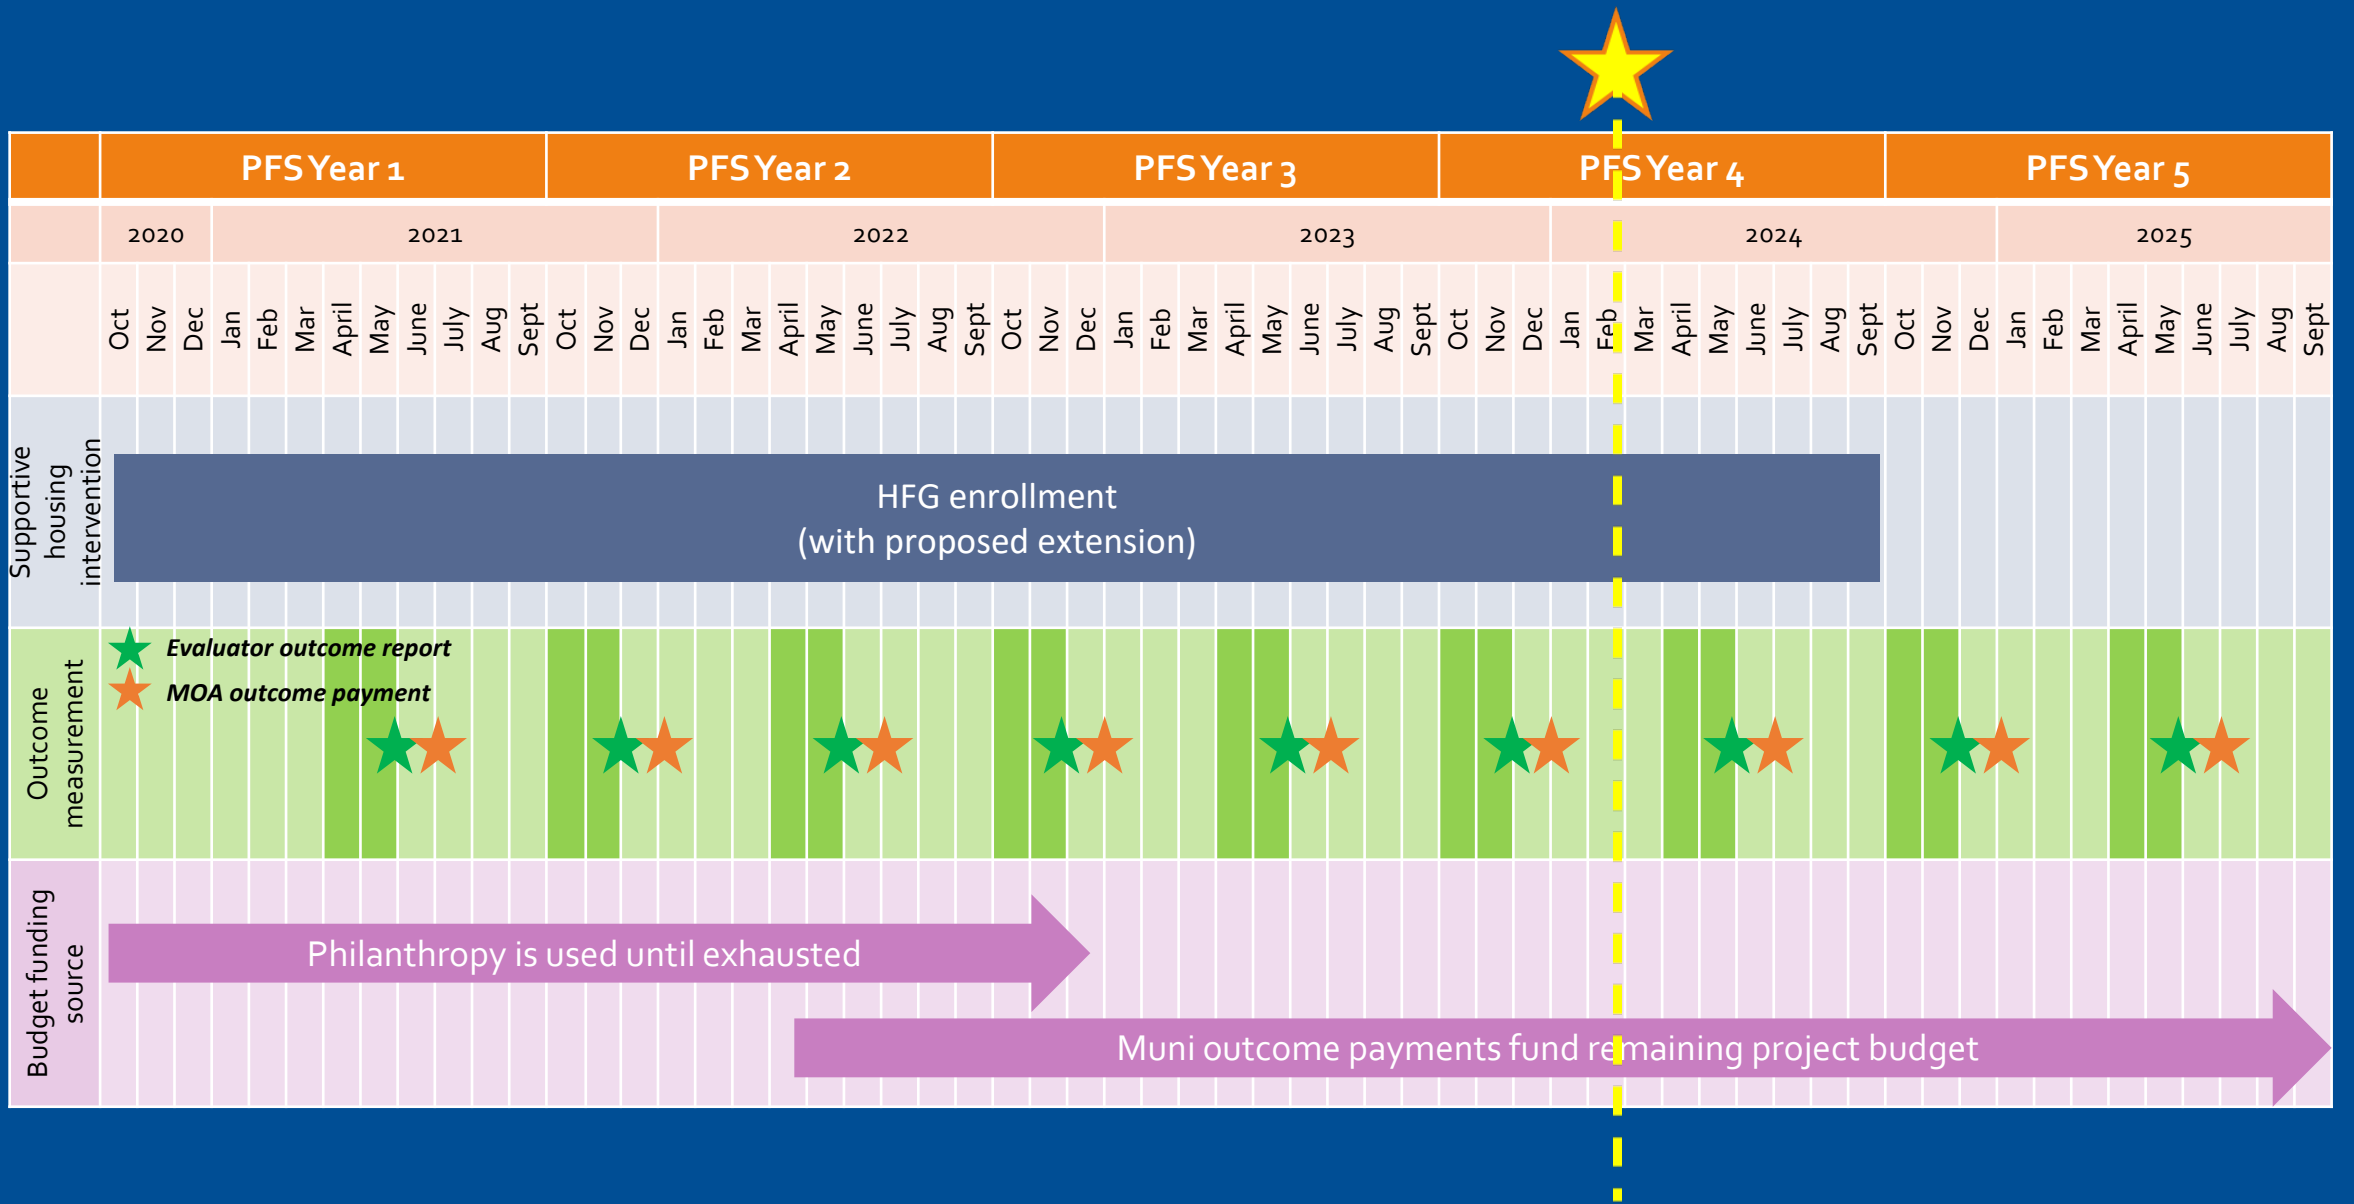 PFS Year 1 PFS Year 2 PFS Year 3 PFS Year 4 PFS Year 5
2020 2021 2022 2023 2024 2025
Oct Nov Dec Jan Feb Mar April May June July Aug Sept Oct Nov Dec Jan Feb Mar April May June July Aug Sept Oct Nov Dec Jan Feb Mar April May June July Aug Sept Oct Nov Dec Jan Feb Mar April May June July Aug Sept Oct Nov Dec Jan Feb Mar April May June July Aug Sept
Supportive
housing
intervention
HFG enrollment
(with proposed extension)
Outcome
measurement
Evaluator outcome report
MOA outcome payment
Budget funding
source
Philanthropy is used until exhausted
Muni outcome payments fund remaining project budget